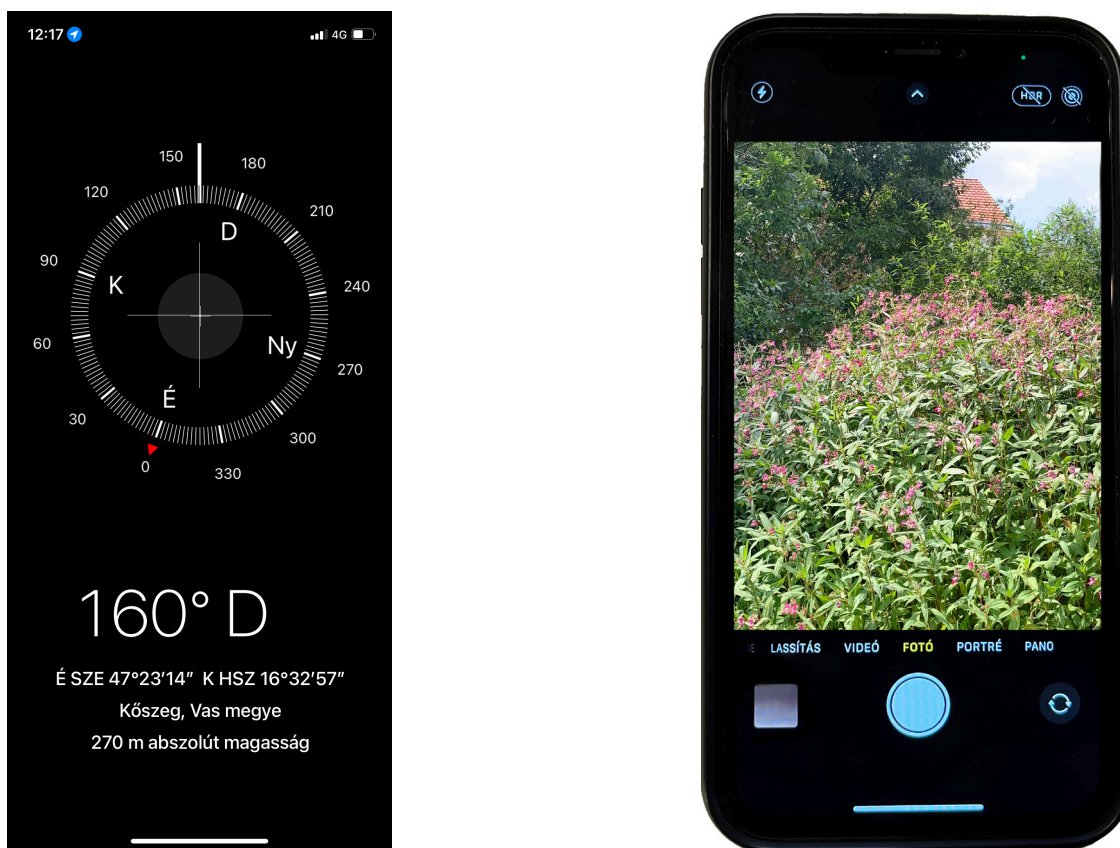 12:17
4G
150
180
120
210
D
90
K
240
60
Ny
270
É
30
300
0
330
160° D
É SZE 47°23′14″ K HSZ 16°32′57″
Kőszeg, Vas megye
270 m abszolút magasság
HDR
LASSÍTÁS VIDEÓ FOTÓ PORTRÉ PANO